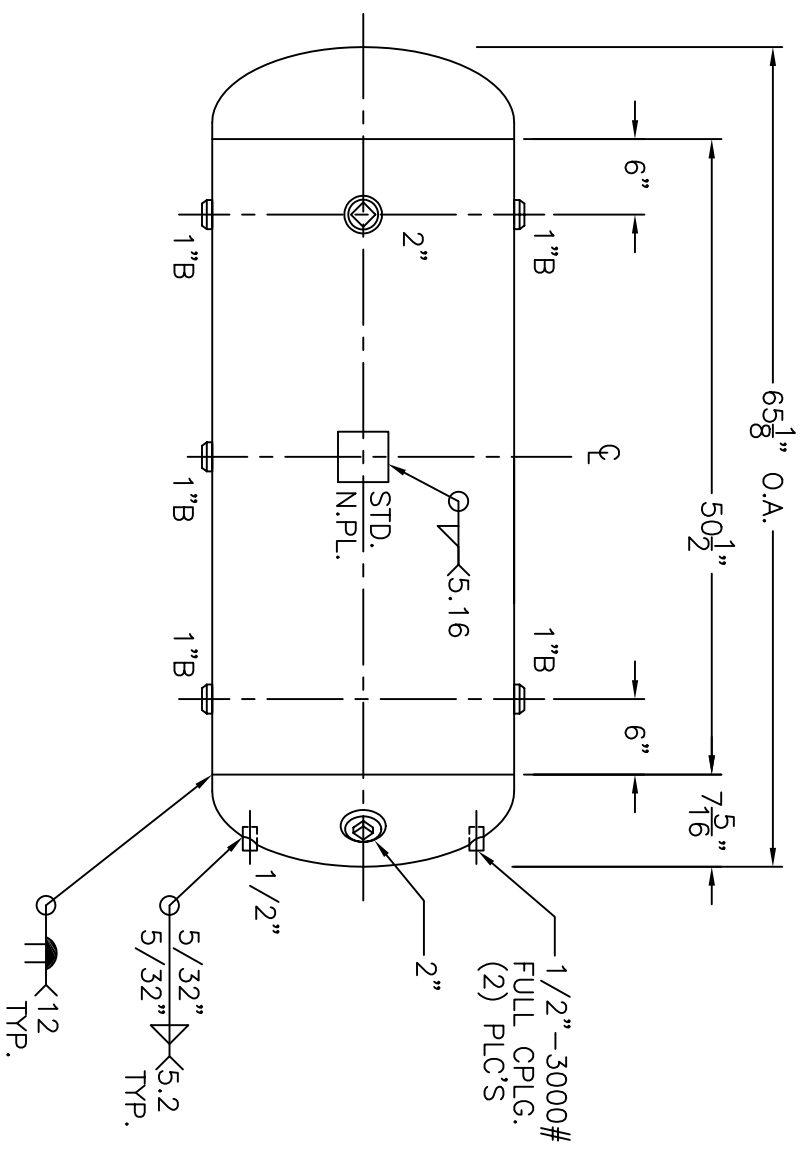 65 1/8" O.A.
50 1/2"
7 5/16"
6"
6"
1"B
1"B
℄
2"
STD.
N.PL.
5.16
1"B
1"B
1"B
1/2"-3000#
FULL CPLG.
(2) PLC'S
2"
1/2"
5/32"
5/32"
5.2
TYP.
12
TYP.